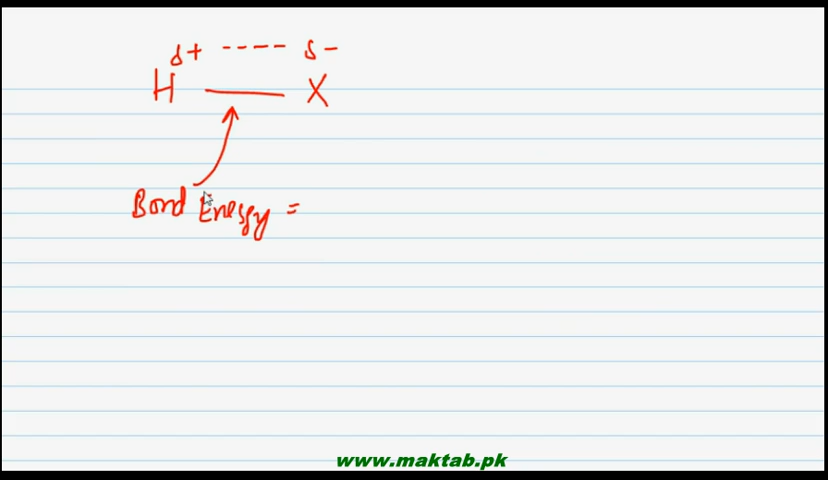 δ+ ---- δ-
H —— X
Bond Energy =
www.maktab.pk